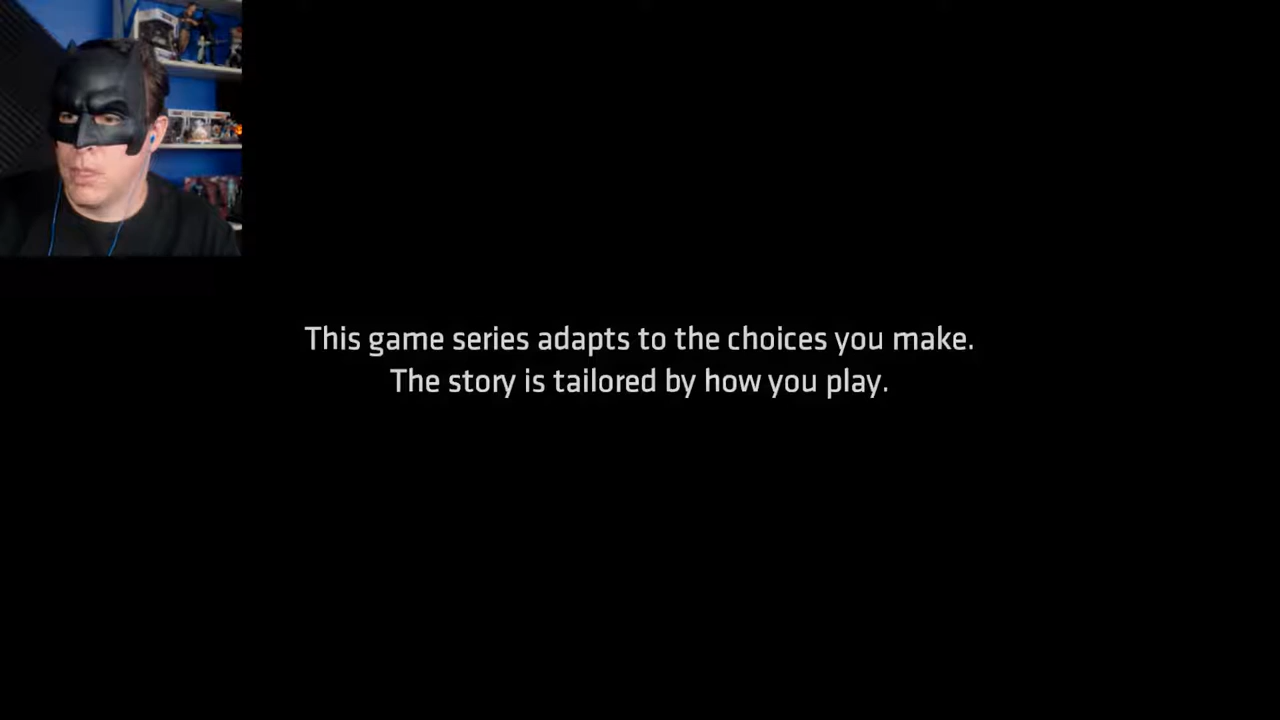 This game series adapts to the choices you make.
The story is tailored by how you play.